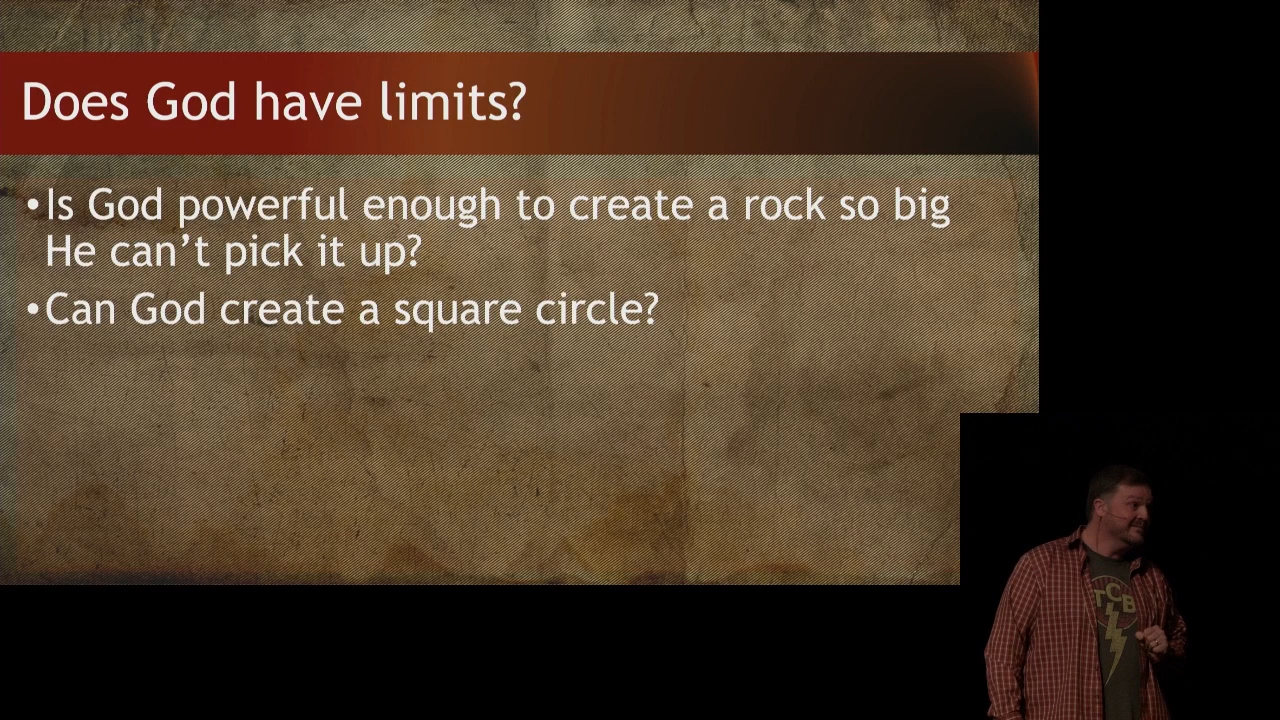 Does God have limits?
•Is God powerful enough to create a rock so big
He can't pick it up?
•Can God create a square circle?
TCB